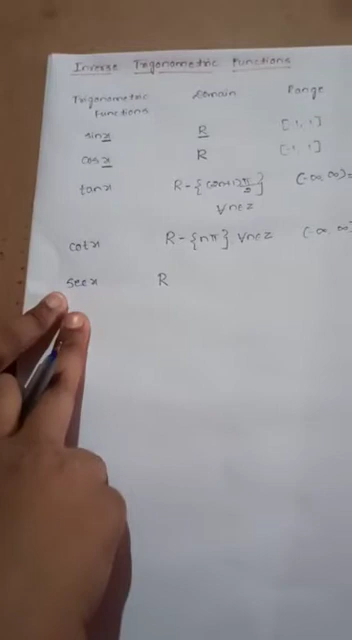 Inverse Trigonometric Functions
Trigonometric Functions Domain Range
sinx R [-1, 1]
cosx R [-1, 1]
tanx R - {(2n+1)π/2} (-∞, ∞)=
∀n∈z
cotx R - {nπ} ∀n∈z (-∞, ∞)
secx R